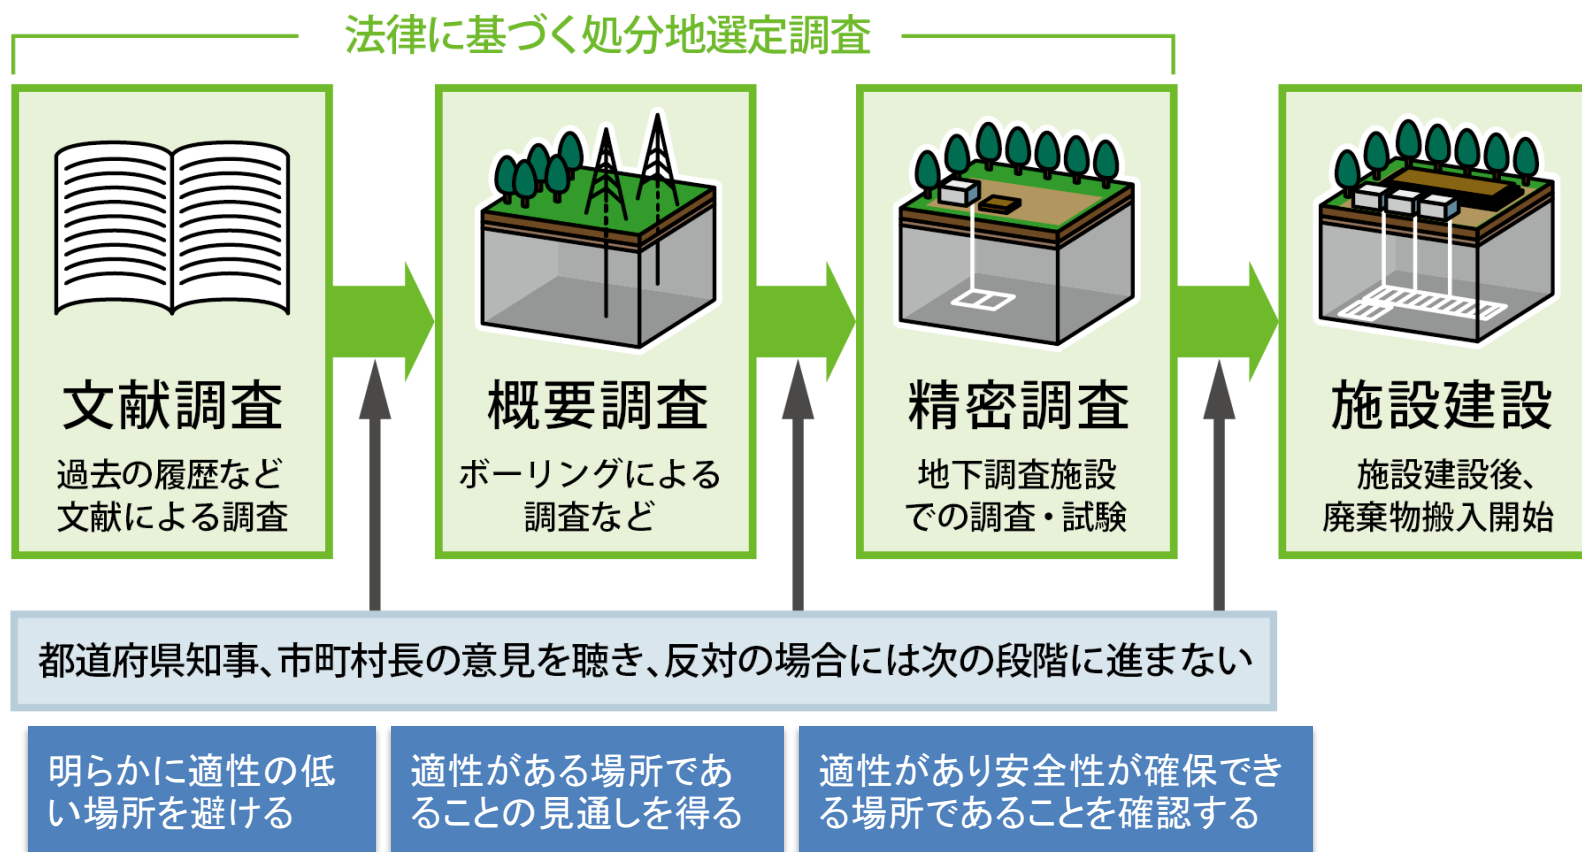 法律に基づく処分地選定調査
文献調査
過去の履歴など
文献による調査
概要調査
ボーリングによる
調査など
精密調査
地下調査施設
での調査・試験
施設建設
施設建設後、
廃棄物搬入開始
都道府県知事、市町村長の意見を聴き、反対の場合には次の段階に進まない
明らかに適性の低
い場所を避ける
適性がある場所であ
ることの見通しを得る
適性があり安全性が確保でき
る場所であることを確認する